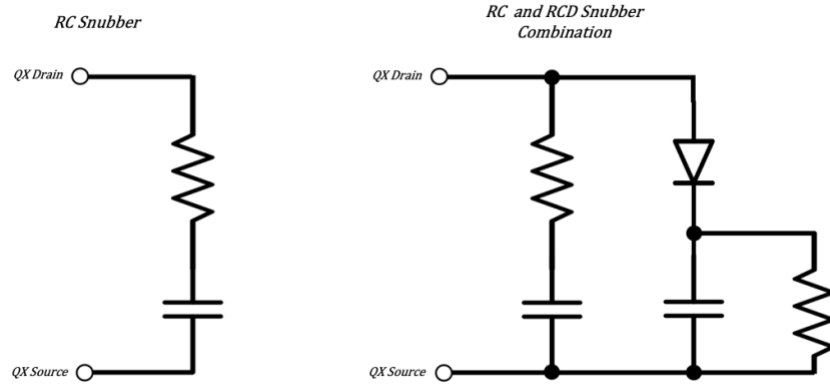 RC Snubber
QX Drain
QX Source
RC and RCD Snubber
Combination
QX Drain
QX Source